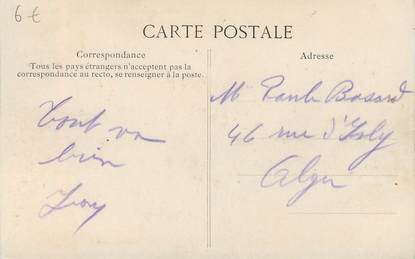 6€
CARTE POSTALE
Correspondance
Tous les pays étrangers n'acceptent pas la
correspondance au recto, se renseigner à la poste.
Tout va
bien
Adresse
M Paul Bosard
46 rue d'Isly
Alger